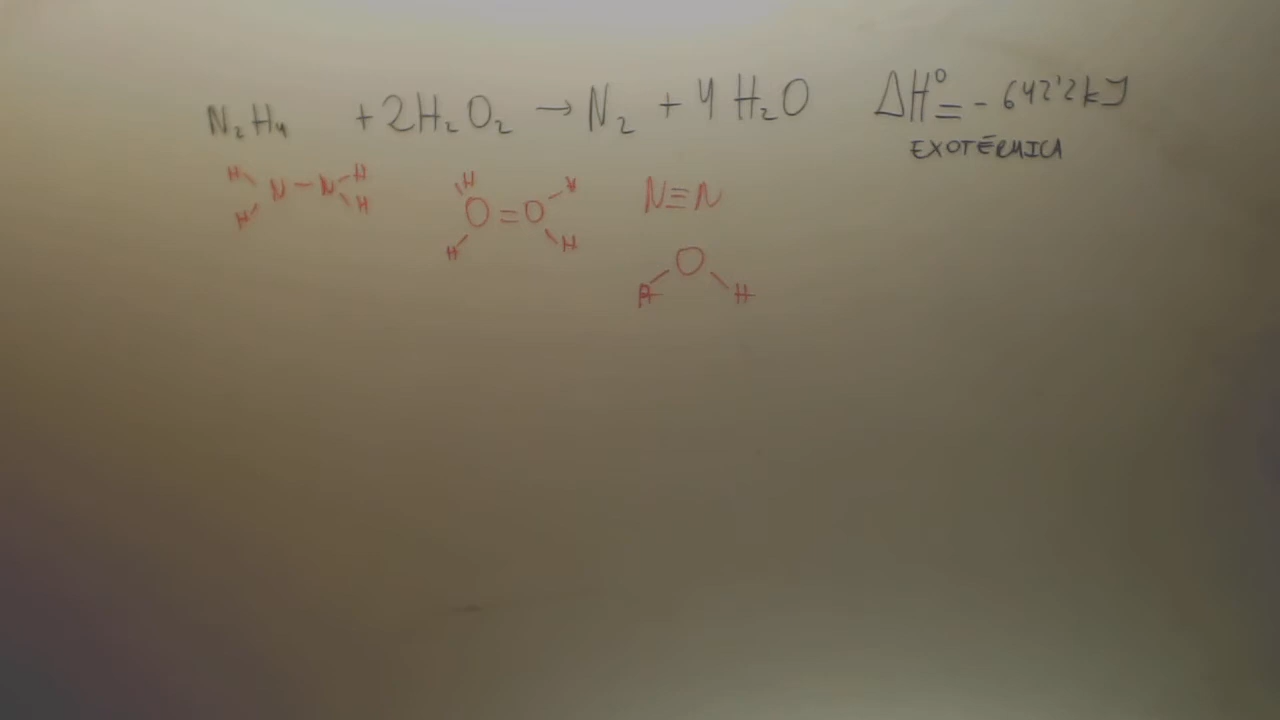 N₂H₄ + 2H₂O₂ → N₂ + 4 H₂O ΔH° = - 642'2 kJ
EXOTÉRMICA
H H
N – N
H H
H H
O = O
H H
N ≡ N
O
H H